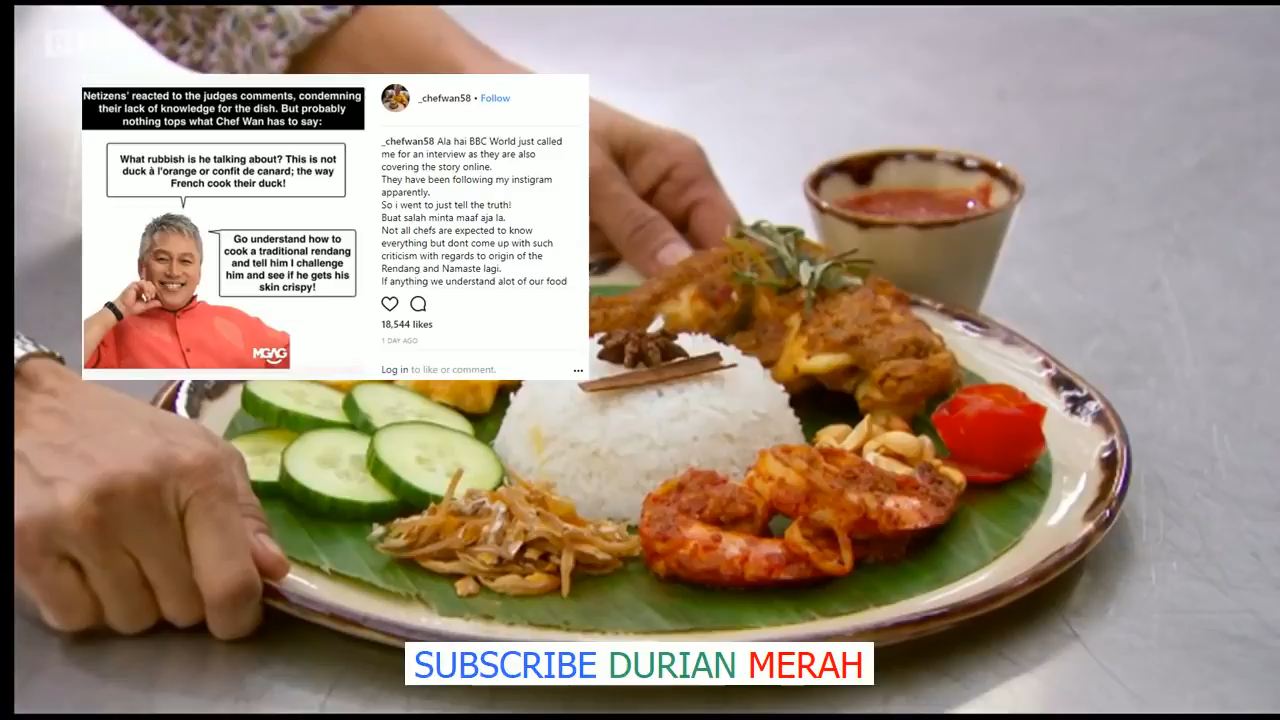 Netizens' reacted to the judges comments, condemning
their lack of knowledge for the dish. But probably
nothing tops what Chef Wan has to say:
What rubbish is he talking about? This is not
duck à l'orange or confit de canard; the way
French cook their duck!
Go understand how to
cook a traditional rendang
and tell him I challenge
him and see if he gets his
skin crispy!
MGAG
_chefwan58 • Follow
_chefwan58 Ala hai BBC World just called
me for an interview as they are also
covering the story online.
They have been following my instigram
apparently.
So i went to just tell the truth!
Buat salah minta maaf aja la.
Not all chefs are expected to know
everything but dont come up with such
criticism with regards to origin of the
Rendang and Namaste lagi.
If anything we understand alot of our food
18,544 likes
1 DAY AGO
Log in to like or comment.
SUBSCRIBE DURIAN MERAH